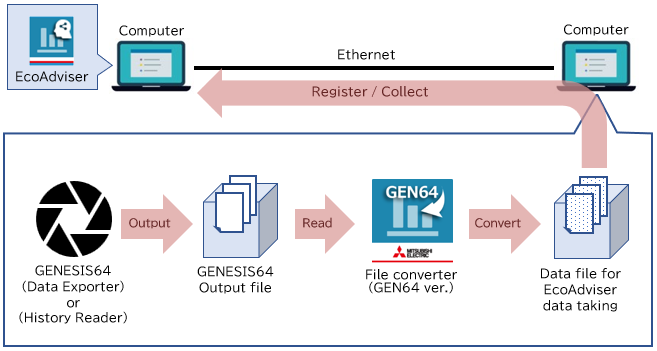 Computer
Computer
EcoAdviser
Ethernet
Register / Collect
Output
Read
GEN64
Convert
MITSUBISHI
ELECTRIC
GENESIS64
(Data Exporter)
or
(History Reader)
GENESIS64
Output file
File converter
(GEN64 ver.)
Data file for
EcoAdviser
data taking